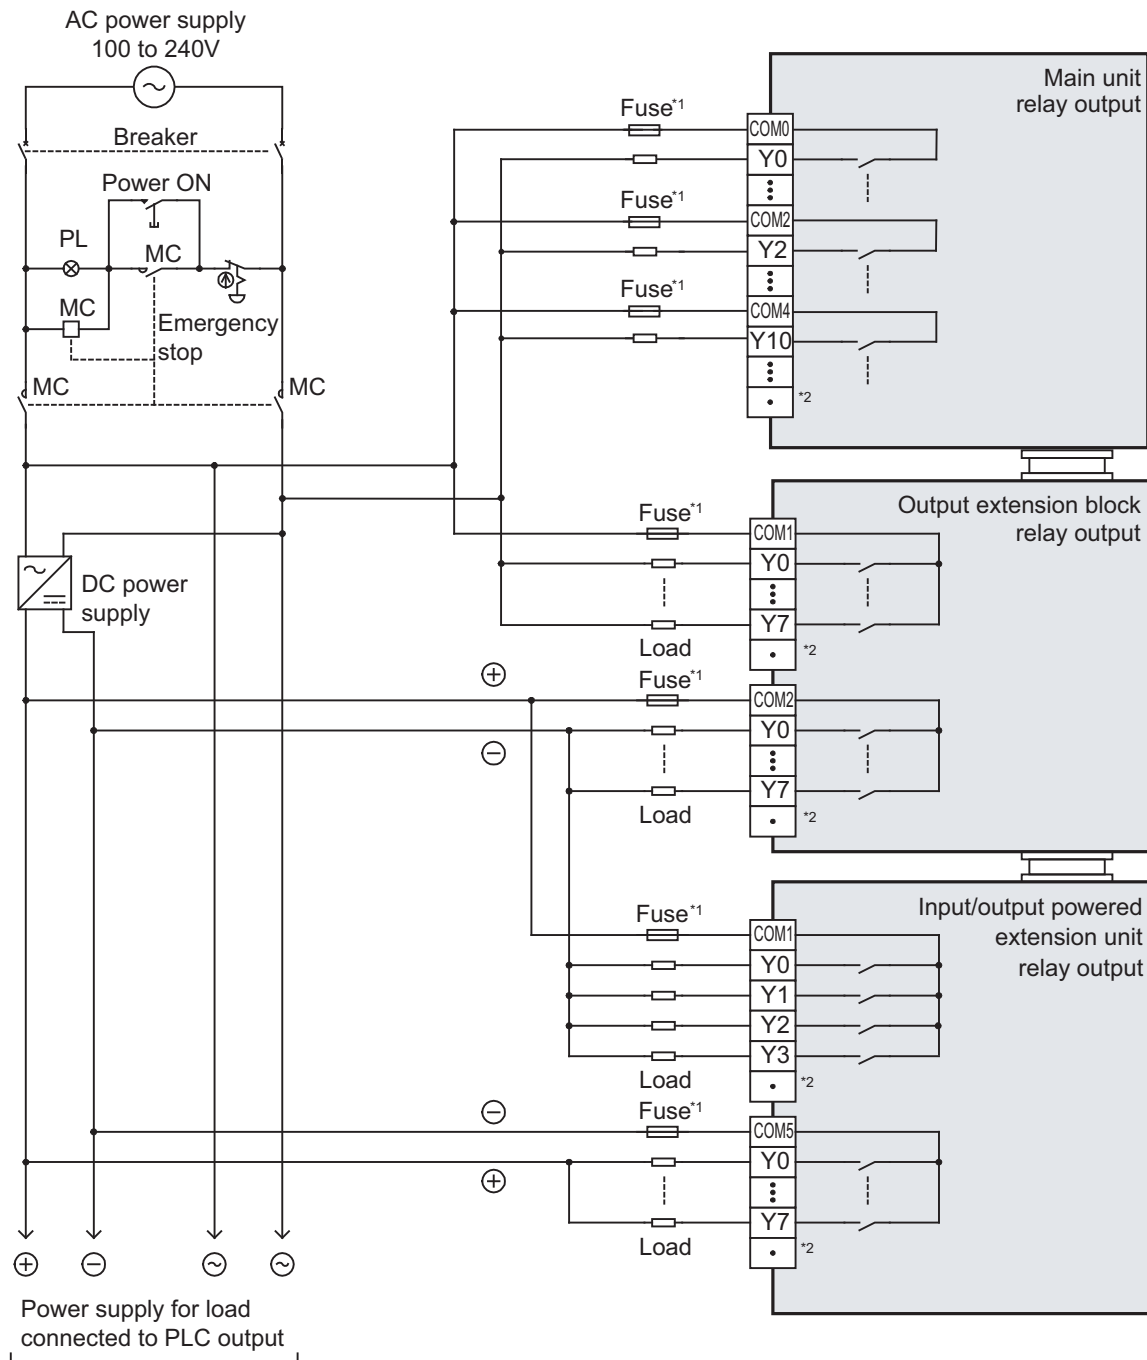 AC power supply
100 to 240V
Breaker
Power ON
PL
MC
MC
Emergency
stop
MC
MC
DC power
supply
Main unit
relay output
Fuse*1
COM0
Y0
Fuse*1
COM2
Y2
Fuse*1
COM4
Y10
*2
Output extension block
relay output
Fuse*1
COM1
Y0
Y7
Load
*2
Fuse*1
COM2
Y0
Y7
Load
*2
Input/output powered
extension unit
relay output
Fuse*1
COM1
Y0
Y1
Y2
Y3
Load
*2
Fuse*1
COM5
Y0
Y7
Load
*2
Power supply for load
connected to PLC output